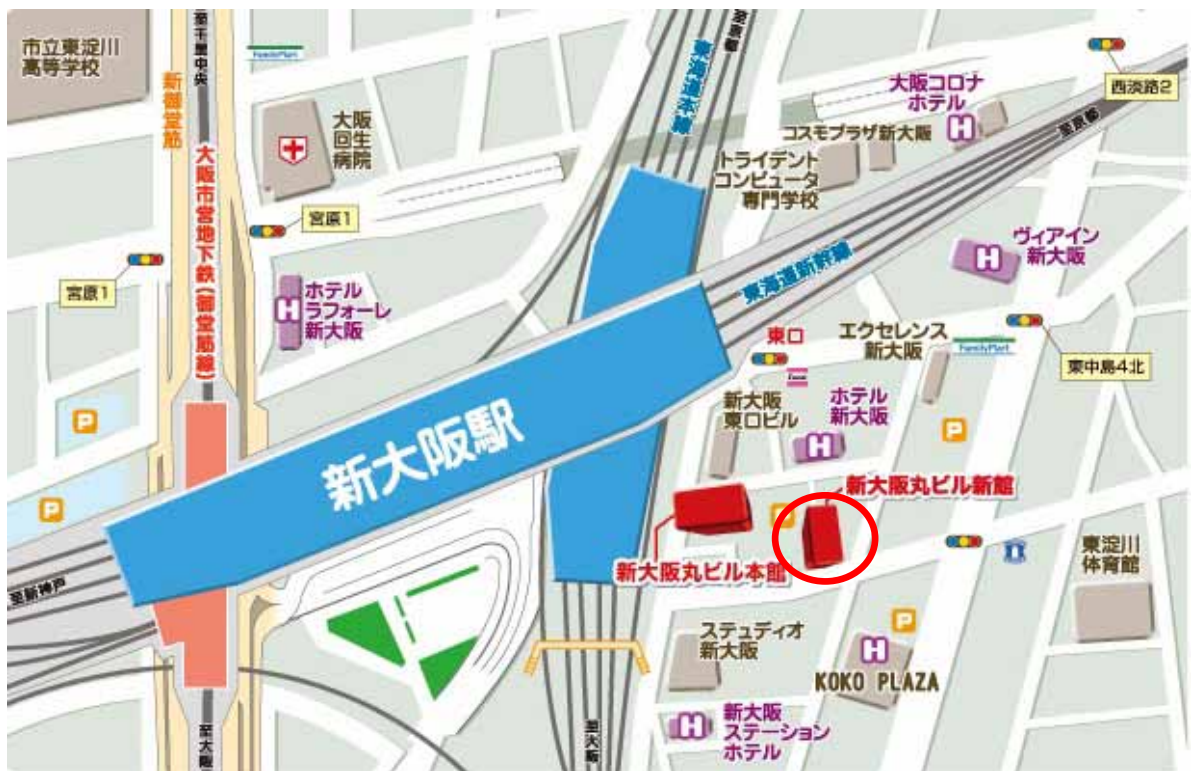 市立東淀川
高等学校
新御堂筋
至千里中央
FamilyMart
大阪
回生
病院
大阪市営地下鉄(御堂筋線)
宮原1
宮原1
ホテル
ラフォーレ
新大阪
東海道本線
至京都
大阪コロナ
ホテル
西淡路2
コスモプラザ新大阪
至京都
トライデント
コンピュータ
専門学校
東海道新幹線
ヴィアイン
新大阪
東口
エクセレンス
新大阪
FamilyMart
東中島4北
新大阪
東口ビル
ホテル
新大阪
P
P
P
新大阪駅
新大阪丸ビル新館
P
新大阪丸ビル本館
東淀川
体育館
至新神戸
ステュディオ
新大阪
P
H
KOKO PLAZA
H
新大阪
ステーション
ホテル
至大阪
至大阪
H
H
H
H